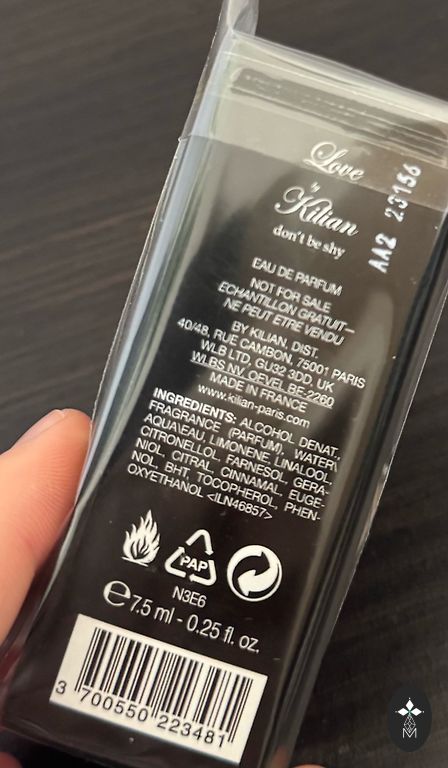 Love
by
Kilian
don't be shy
AA2 23156
EAU DE PARFUM
NOT FOR SALE
ECHANTILLON GRATUIT–
NE PEUT ETRE VENDU
BY KILIAN, DIST.
40/48, RUE CAMBON, 75001 PARIS
WLB LTD, GU32 3DD, UK
WLBS NV, OEVEL BE-2260
MADE IN FRANCE
www.kilian-paris.com
INGREDIENTS: ALCOHOL DENAT.,
FRAGRANCE (PARFUM), WATER\
AQUA\EAU, LIMONENE, LINALOOL,
CITRONELLOL, FARNESOL, GERA-
NIOL, CITRAL, CINNAMAL, EUGE-
NOL, BHT, TOCOPHEROL, PHEN-
OXYETHANOL <ILN46857>
PAP
N3E6
e 7.5 ml - 0.25 fl. oz.
3 700550 223481
M